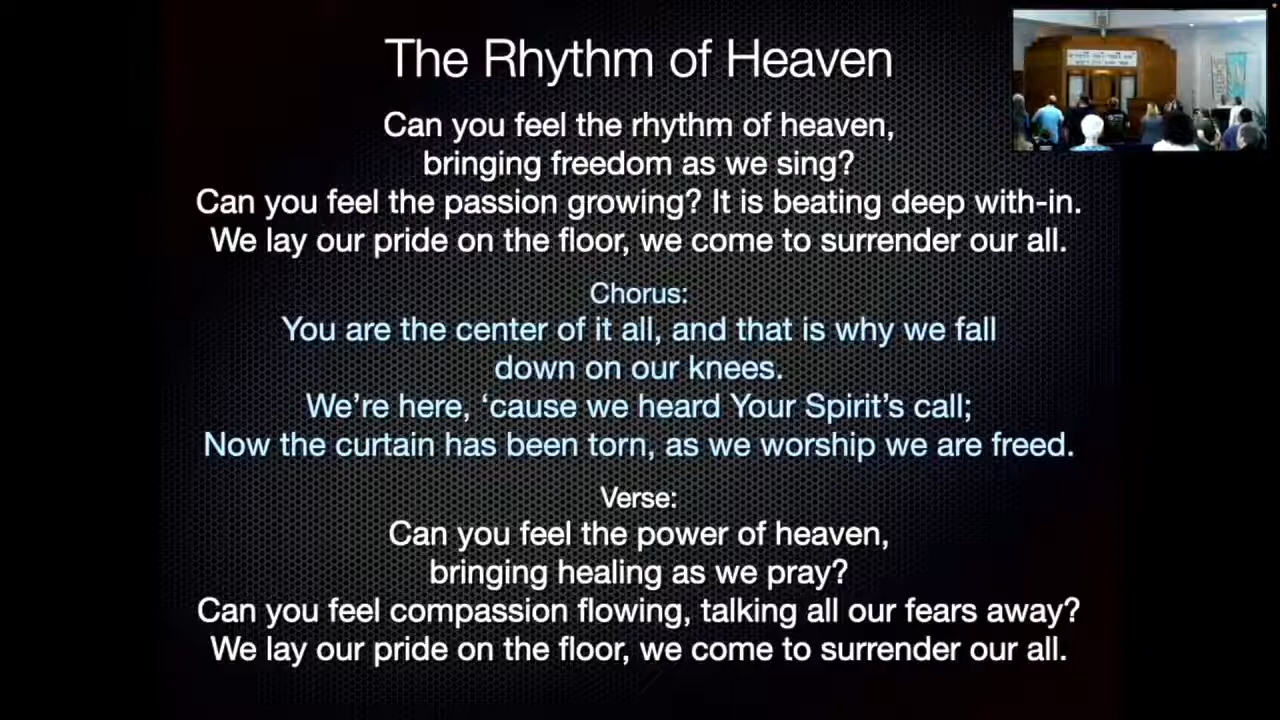 The Rhythm of Heaven
Can you feel the rhythm of heaven,
bringing freedom as we sing?
Can you feel the passion growing? It is beating deep with-in.
We lay our pride on the floor, we come to surrender our all.
Chorus:
You are the center of it all, and that is why we fall
down on our knees.
We’re here, ‘cause we heard Your Spirit’s call;
Now the curtain has been torn, as we worship we are freed.
Verse:
Can you feel the power of heaven,
bringing healing as we pray?
Can you feel compassion flowing, talking all our fears away?
We lay our pride on the floor, we come to surrender our all.